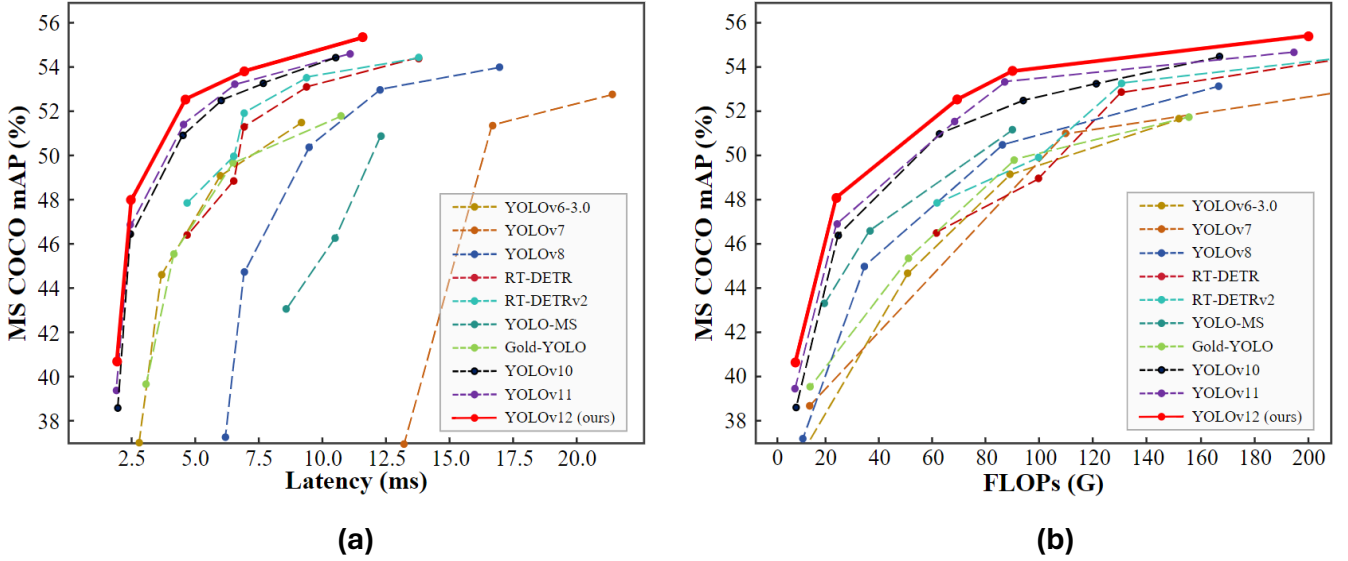 MS COCO mAP (%)
56
54
52
50
48
46
44
42
40
38
2.5
5.0
7.5
10.0
12.5
15.0
17.5
20.0
Latency (ms)
YOLOv6-3.0
YOLOv7
YOLOv8
RT-DETR
RT-DETRv2
YOLO-MS
Gold-YOLO
YOLOv10
YOLOv11
YOLOv12 (ours)
(a)
MS COCO mAP (%)
56
54
52
50
48
46
44
42
40
38
0
20
40
60
80
100
120
140
160
180
200
FLOPs (G)
YOLOv6-3.0
YOLOv7
YOLOv8
RT-DETR
RT-DETRv2
YOLO-MS
Gold-YOLO
YOLOv10
YOLOv11
YOLOv12 (ours)
(b)